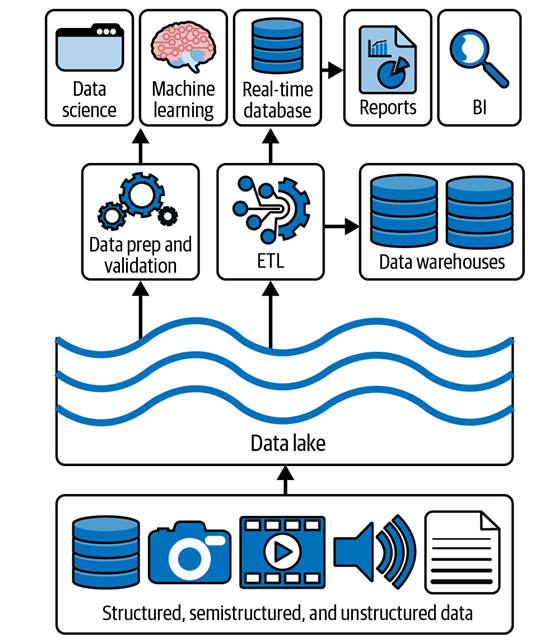 Data
science
Machine
learning
Real-time
database
Reports
BI
Data prep and
validation
ETL
Data warehouses
Data lake
Structured, semistructured, and unstructured data